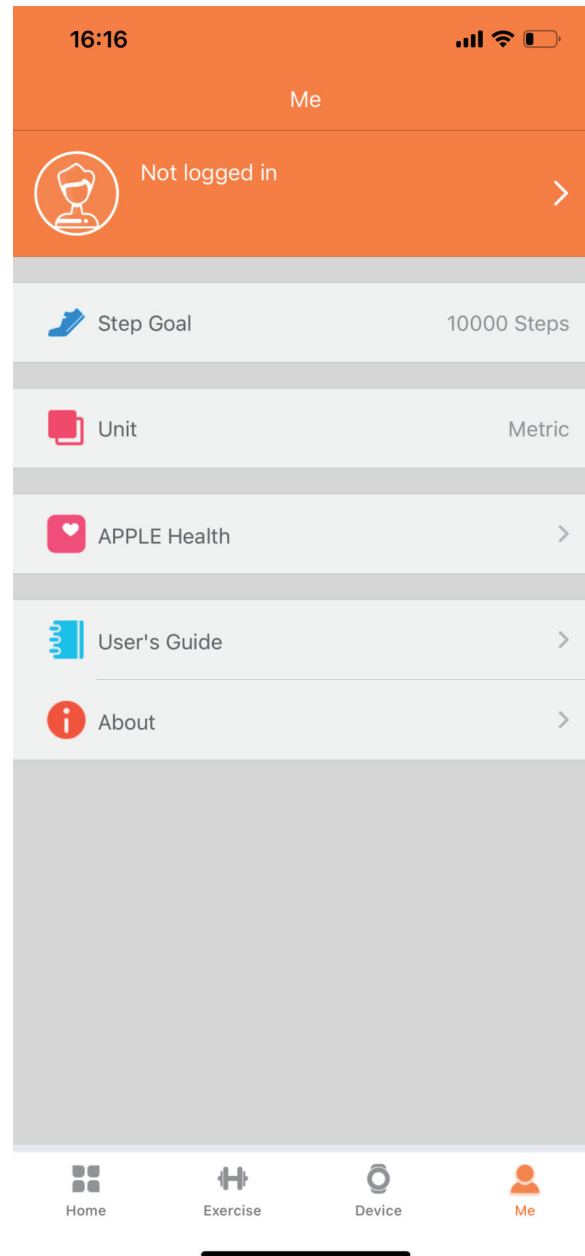 16:16
Me
Not logged in
Step Goal 10000 Steps
Unit Metric
APPLE Health
User's Guide
About
Home Exercise Device Me